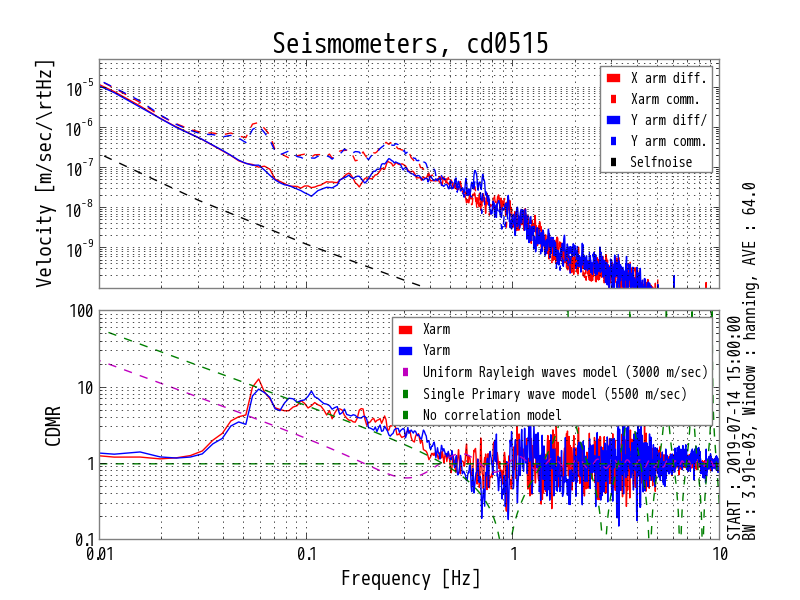 Seismometers, cd0515
Velocity [m/sec/\rtHz]
10-5
10-6
10-7
10-8
10-9
X arm diff.
Xarm comm.
Y arm diff/
Y arm comm.
Selfnoise
CDMR
100
10
1
0.1
Xarm
Yarm
Uniform Rayleigh waves model (3000 m/sec)
Single Primary wave model (5500 m/sec)
No correlation model
0.01
0.1
1
10
Frequency [Hz]
START : 2019-07-14 15:00:00
BW : 3.91e-03, Window : hanning, AVE : 64.0